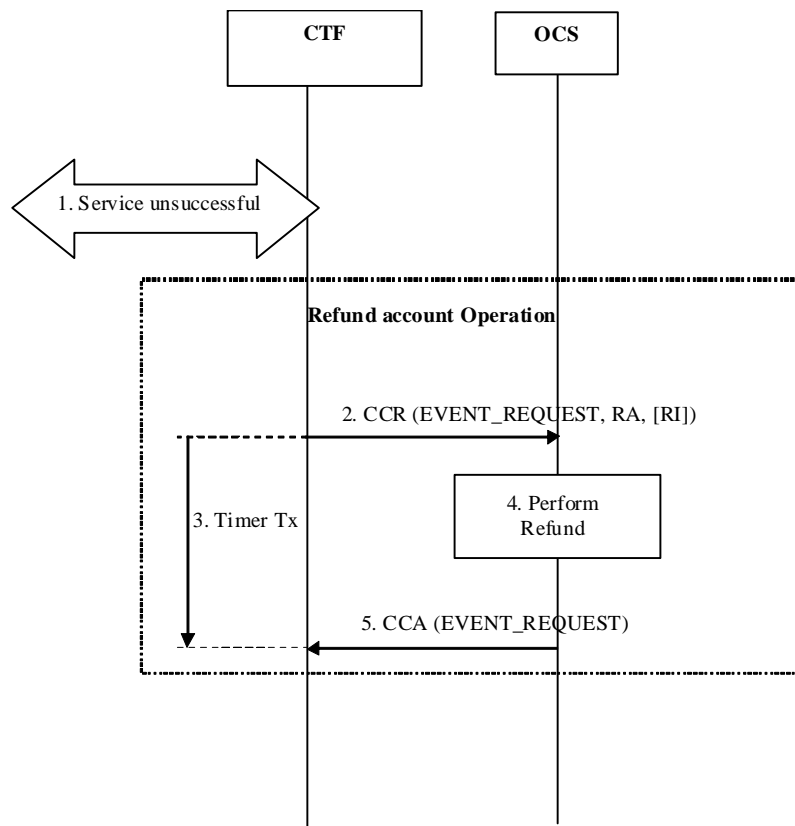 CTF
OCS
1. Service unsuccessful
Refund account Operation
2. CCR (EVENT_REQUEST, RA, [RI])
3. Timer Tx
4. Perform
Refund
5. CCA (EVENT_REQUEST)